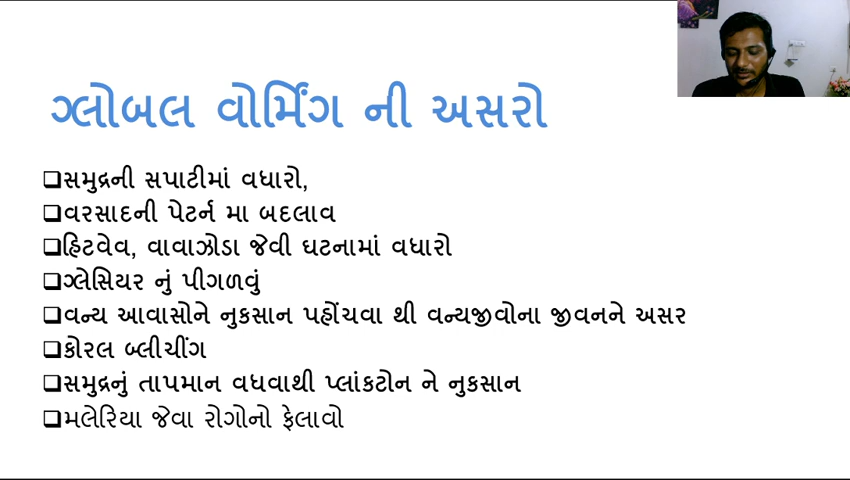 ગ્લોબલ વોર્મિંગ ની અસરો
સમુદ્રની સપાટીમાં વધારો,
વરસાદની પેટર્ન મા બદલાવ
હિટવેવ, વાવાઝોડા જેવી ઘટનામાં વધારો
ગ્લેસિયર નું પીગળવું
વન્ય આવાસોને નુકસાન પહોંચવા થી વન્યજીવોના જીવનને અસર
કોરલ બ્લીચીંગ
સમુદ્રનું તાપમાન વધવાથી પ્લાંકટોન ને નુકસાન
મલેરિયા જેવા રોગોનો ફેલાવો